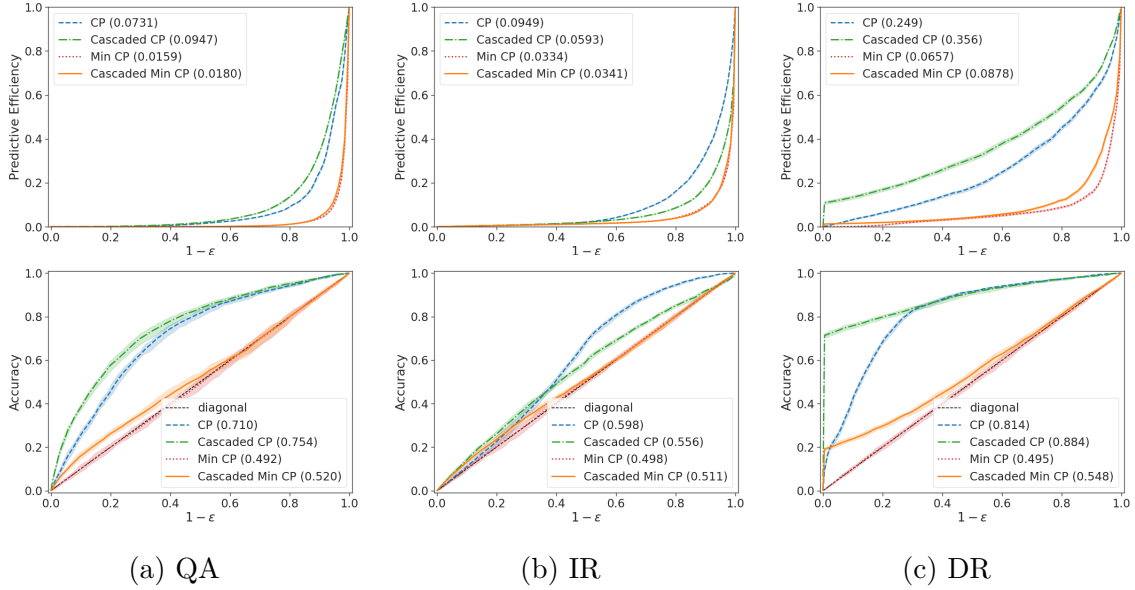 Predictive Efficiency
1.0
0.8
0.6
0.4
0.2
0.0
CP (0.0731)
Cascaded CP (0.0947)
Min CP (0.0159)
Cascaded Min CP (0.0180)
0.0 0.2 0.4 0.6 0.8 1.0
1 − ε
Predictive Efficiency
1.0
0.8
0.6
0.4
0.2
0.0
CP (0.0949)
Cascaded CP (0.0593)
Min CP (0.0334)
Cascaded Min CP (0.0341)
0.0 0.2 0.4 0.6 0.8 1.0
1 − ε
Predictive Efficiency
1.0
0.8
0.6
0.4
0.2
0.0
CP (0.249)
Cascaded CP (0.356)
Min CP (0.0657)
Cascaded Min CP (0.0878)
0.0 0.2 0.4 0.6 0.8 1.0
1 − ε
Accuracy
1.0
0.8
0.6
0.4
0.2
0.0
diagonal
CP (0.710)
Cascaded CP (0.754)
Min CP (0.492)
Cascaded Min CP (0.520)
0.0 0.2 0.4 0.6 0.8 1.0
1 − ε
Accuracy
1.0
0.8
0.6
0.4
0.2
0.0
diagonal
CP (0.598)
Cascaded CP (0.556)
Min CP (0.498)
Cascaded Min CP (0.511)
0.0 0.2 0.4 0.6 0.8 1.0
1 − ε
Accuracy
1.0
0.8
0.6
0.4
0.2
0.0
diagonal
CP (0.814)
Cascaded CP (0.884)
Min CP (0.495)
Cascaded Min CP (0.548)
0.0 0.2 0.4 0.6 0.8 1.0
1 − ε
(a) QA
(b) IR
(c) DR